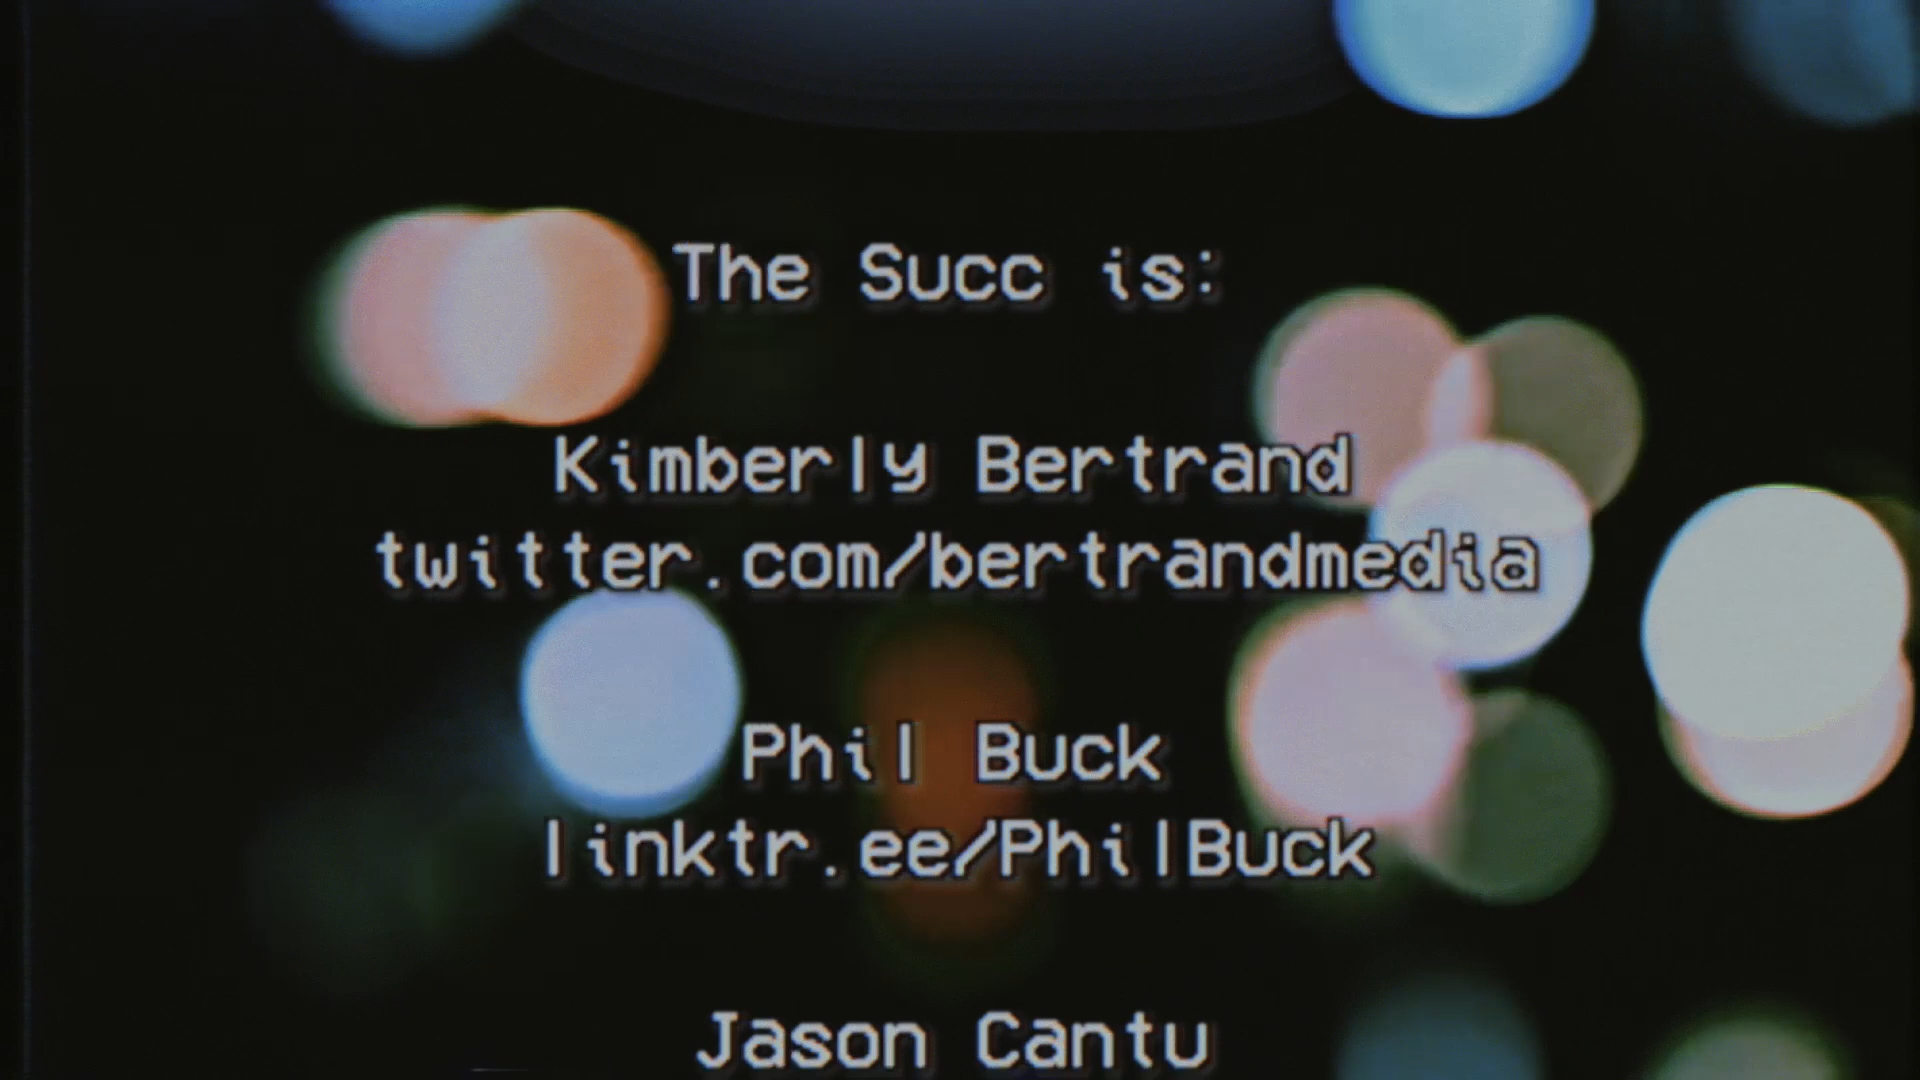 The Succ is:
Kimberly Bertrand
twitter.com/bertrandmedia
Phil Buck
linktr.ee/PhilBuck
Jason Cantu